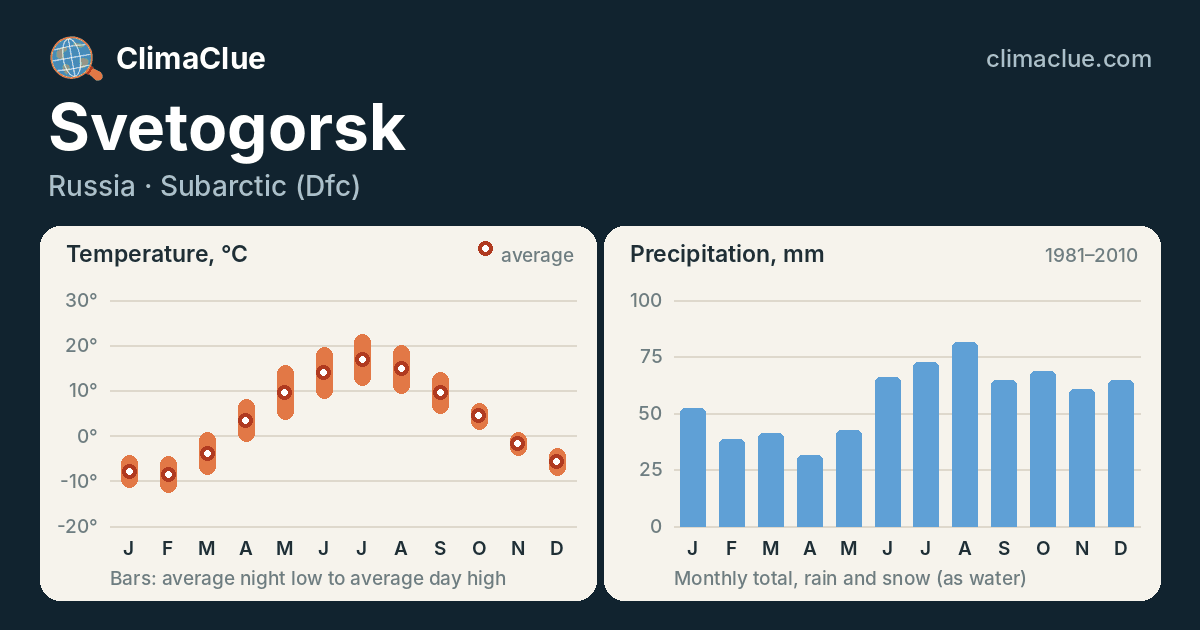 ClimaClue
climaclue.com
Svetogorsk
Russia · Subarctic (Dfc)
Temperature, °C
average
30°
20°
10°
0°
-10°
-20°
J F M A M J J A S O N D
Bars: average night low to average day high
Precipitation, mm
1981–2010
100
75
50
25
0
J F M A M J J A S O N D
Monthly total, rain and snow (as water)